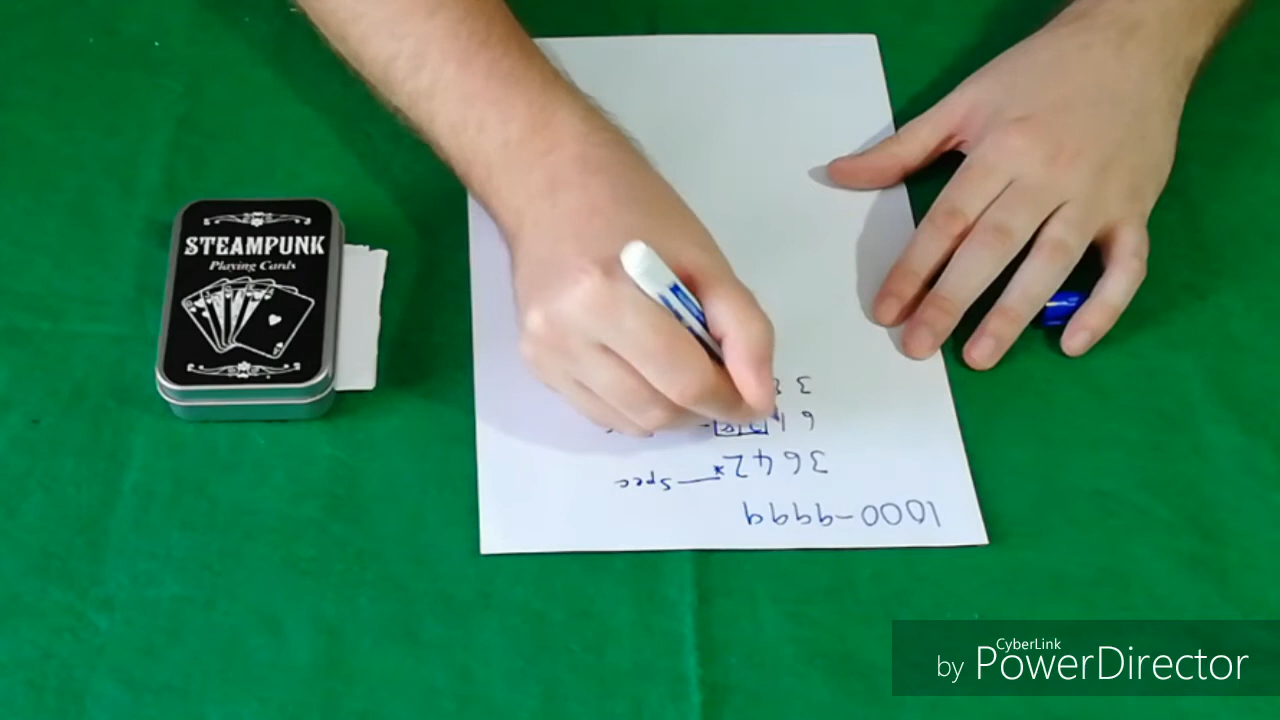 STEAMPUNK
Playing Cards
1000-9999
3642* — Spec
by CyberLink PowerDirector